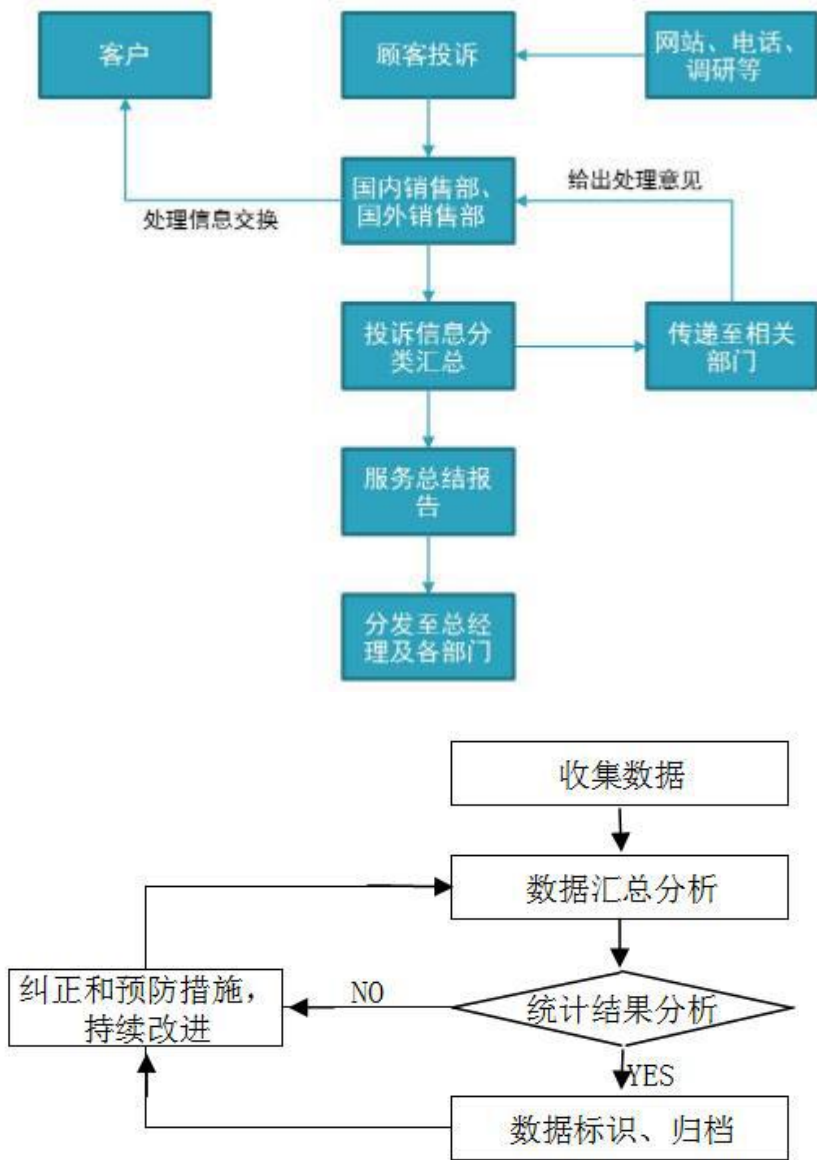 客户
顾客投诉
网站、电话、
调研等
国内销售部、
国外销售部
给出处理意见
处理信息交换
投诉信息分
类汇总
传递至相关
部门
服务总结报
告
分发至总经
理及各部门
收集数据
数据汇总分析
纠正和预防措施，
持续改进
NO
统计结果分析
YES
数据标识、归档